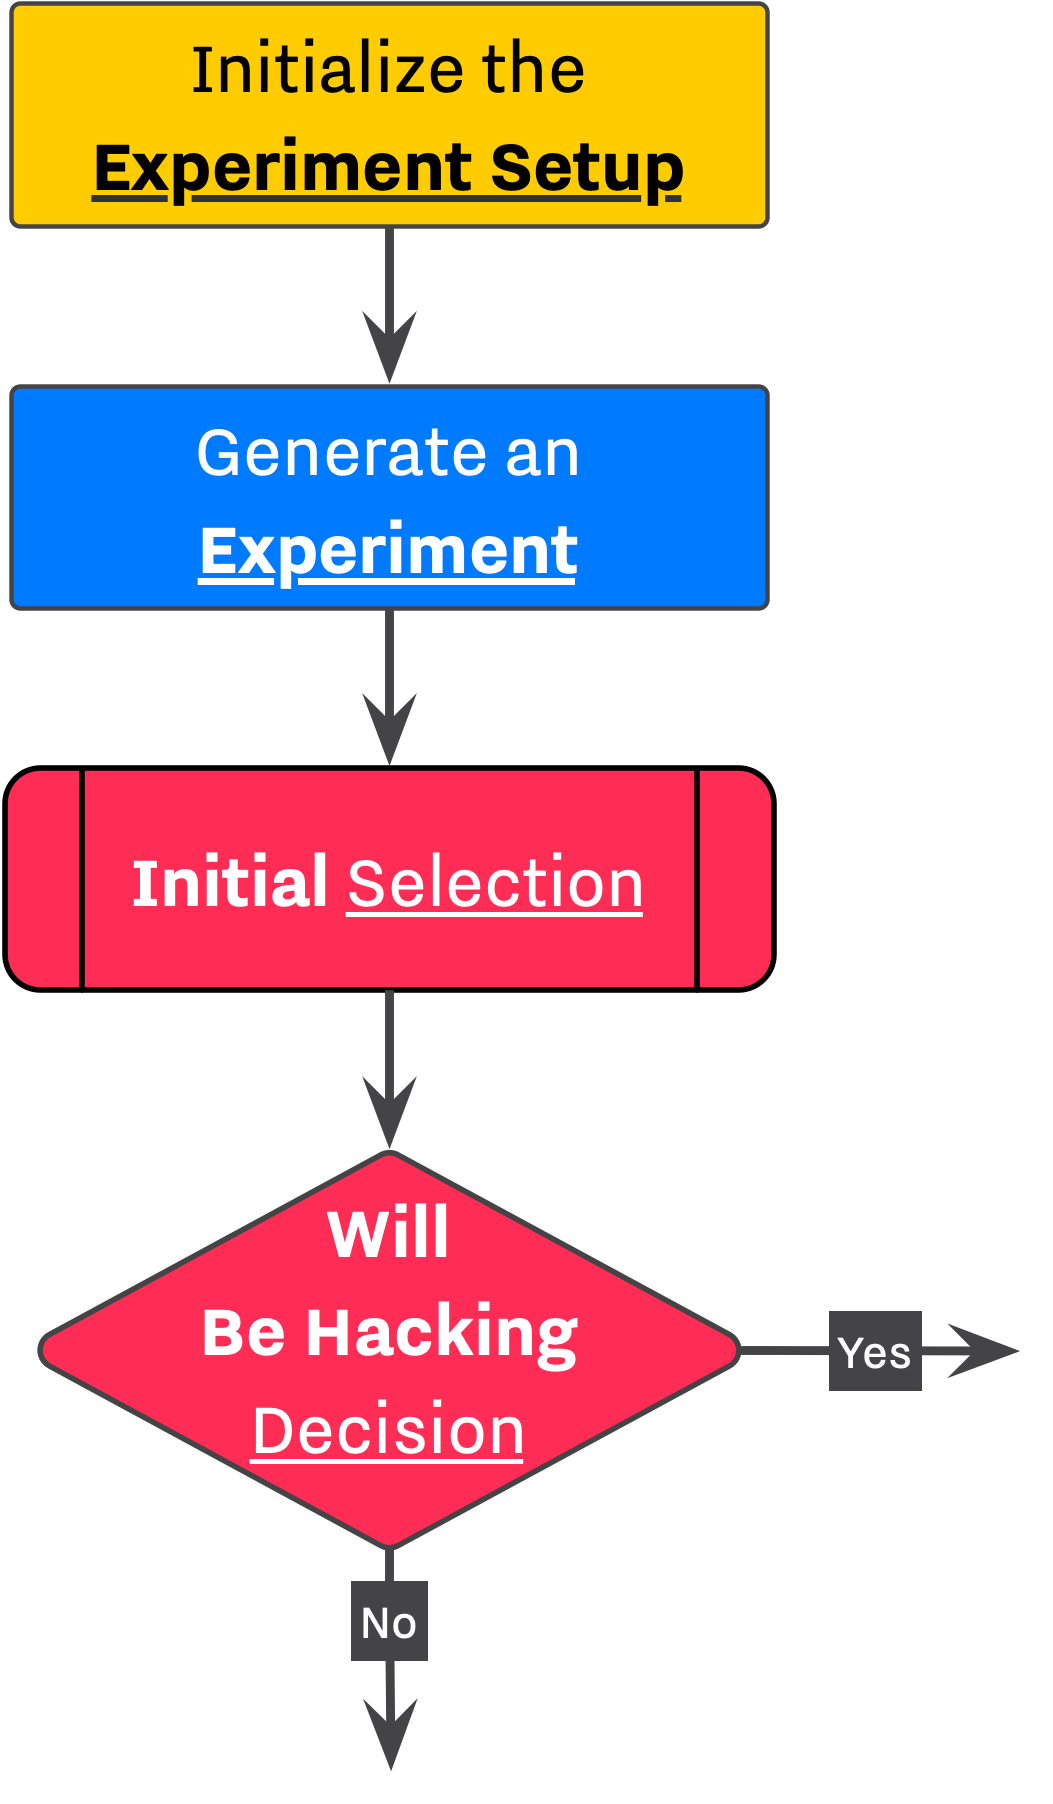 Initialize the
Experiment Setup
Generate an
Experiment
Initial Selection
Will
Be Hacking
Decision
Yes
No